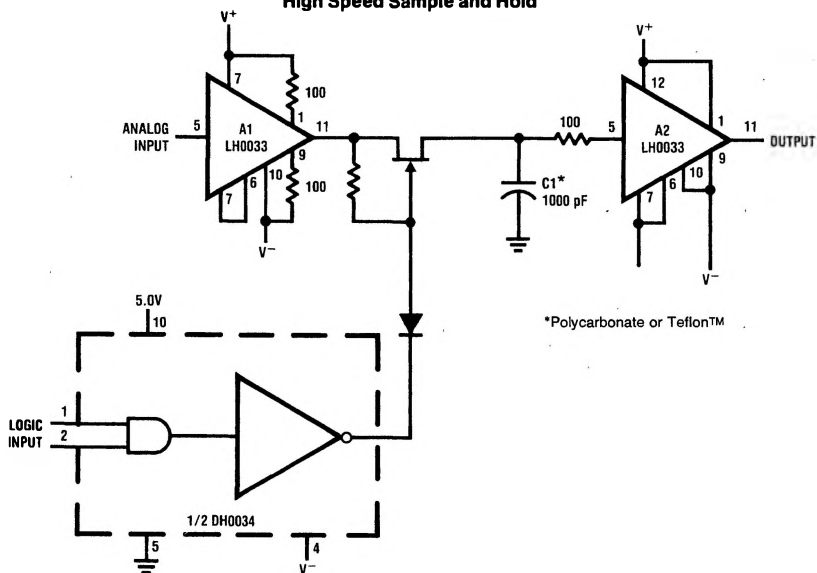 High Speed Sample and Hold
V+
7
100
1
ANALOG INPUT
5
A1
LH0033
11
9
10
6
7
100
V−
100
C1*
1000 pF
V+
12
5
A2
LH0033
1
11
OUTPUT
9
10
6
7
V−
*Polycarbonate or Teflon™
5.0V
10
LOGIC INPUT
1
2
1/2 DH0034
5
4
V−